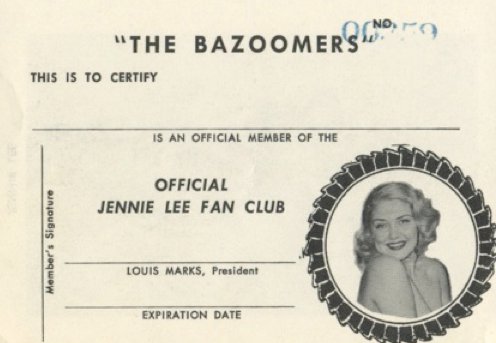 NO.
"THE BAZOOMERS"
THIS IS TO CERTIFY
IS AN OFFICIAL MEMBER OF THE
OFFICIAL
JENNIE LEE FAN CLUB
Member's Signature
LOUIS MARKS, President
EXPIRATION DATE